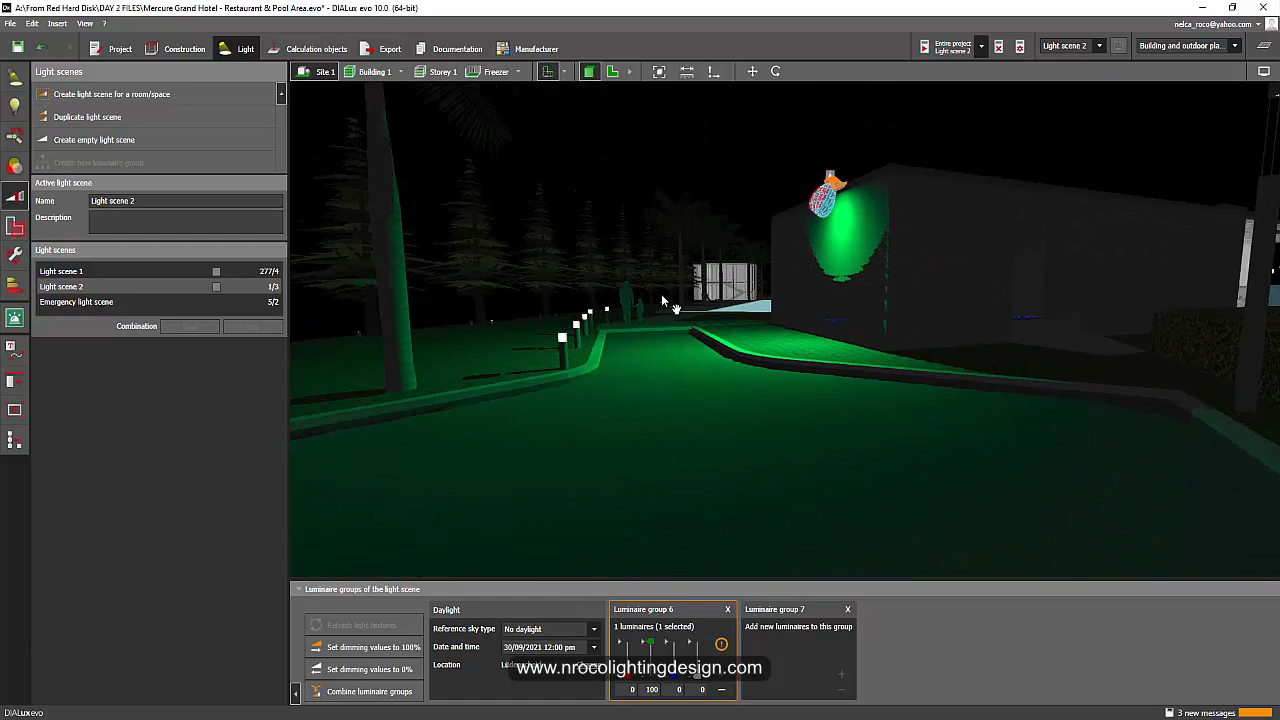 A:\From Red Hard Disk\DAY 2 FILES\Mercure Grand Hotel - Restaurant & Pool Area.evo* - DIALux evo 10.0 (64-bit)
File Edit Insert View ?
nelca_roco@yahoo.com
Project Construction Light Calculation objects Export Documentation Manufacturer
Entire project
Light scene 2
Light scene 2
Building and outdoor pla...
Light scenes
Site 1 Building 1 Storey 1 Freezer
Create light scene for a room/space
Duplicate light scene
Create empty light scene
Create new luminaire group
Active light scene
Name Light scene 2
Description
Light scenes
Light scene 1 277/4
Light scene 2 1/3
Emergency light scene 5/2
Combination
Luminaire groups of the light scene
Refresh light textures
Set dimming values to 100%
Set dimming values to 0%
Combine luminaire groups
Daylight
Reference sky type No daylight
Date and time 30/09/2021 12:00 pm
Location
Luminaire group 6 X
1 luminaires (1 selected)
0 100 0 0
Luminaire group 7 X
Add new luminaires to this group
www.nrocolightingdesign.com
DIALux evo
3 new messages